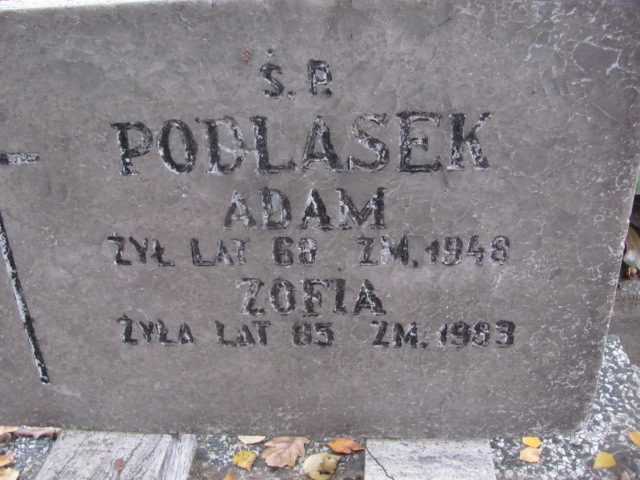 Ś.P.
PODLASEK
ADAM
ŻYŁ LAT 68 ZM. 1948
ZOFIA
ŻYŁA LAT 85 ZM. 1983